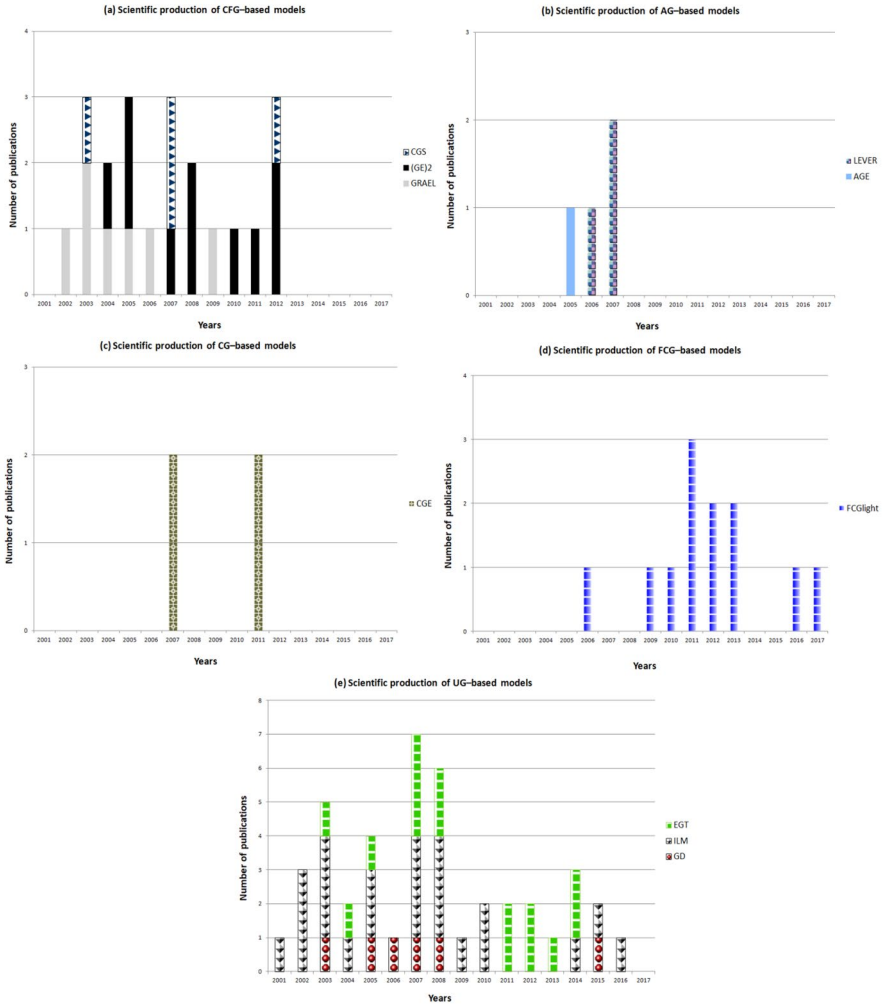 (a) Scientific production of CFG–based models
4
3
2
1
0
Number of publications
2001 2002 2003 2004 2005 2006 2007 2008 2009 2010 2011 2012 2013 2014 2015 2016 2017
Years
CGS
(GE)2
GRAEL
(b) Scientific production of AG–based models
3
2
1
0
Number of publications
2001 2002 2003 2004 2005 2006 2007 2008 2009 2010 2011 2012 2013 2014 2015 2016 2017
Years
LEVER
AGE
(c) Scientific production of CG–based models
3
2
1
0
Number of publications
2001 2002 2003 2004 2005 2006 2007 2008 2009 2010 2011 2012 2013 2014 2015 2016 2017
Years
CGE
(d) Scientific production of FCG–based models
4
3
2
1
0
Number of publications
2001 2002 2003 2004 2005 2006 2007 2008 2009 2010 2011 2012 2013 2014 2015 2016 2017
Years
FCGlight
(e) Scientific production of UG–based models
8
7
6
5
4
3
2
1
0
Number of publications
2001 2002 2003 2004 2005 2006 2007 2008 2009 2010 2011 2012 2013 2014 2015 2016 2017
Years
EGT
ILM
GD